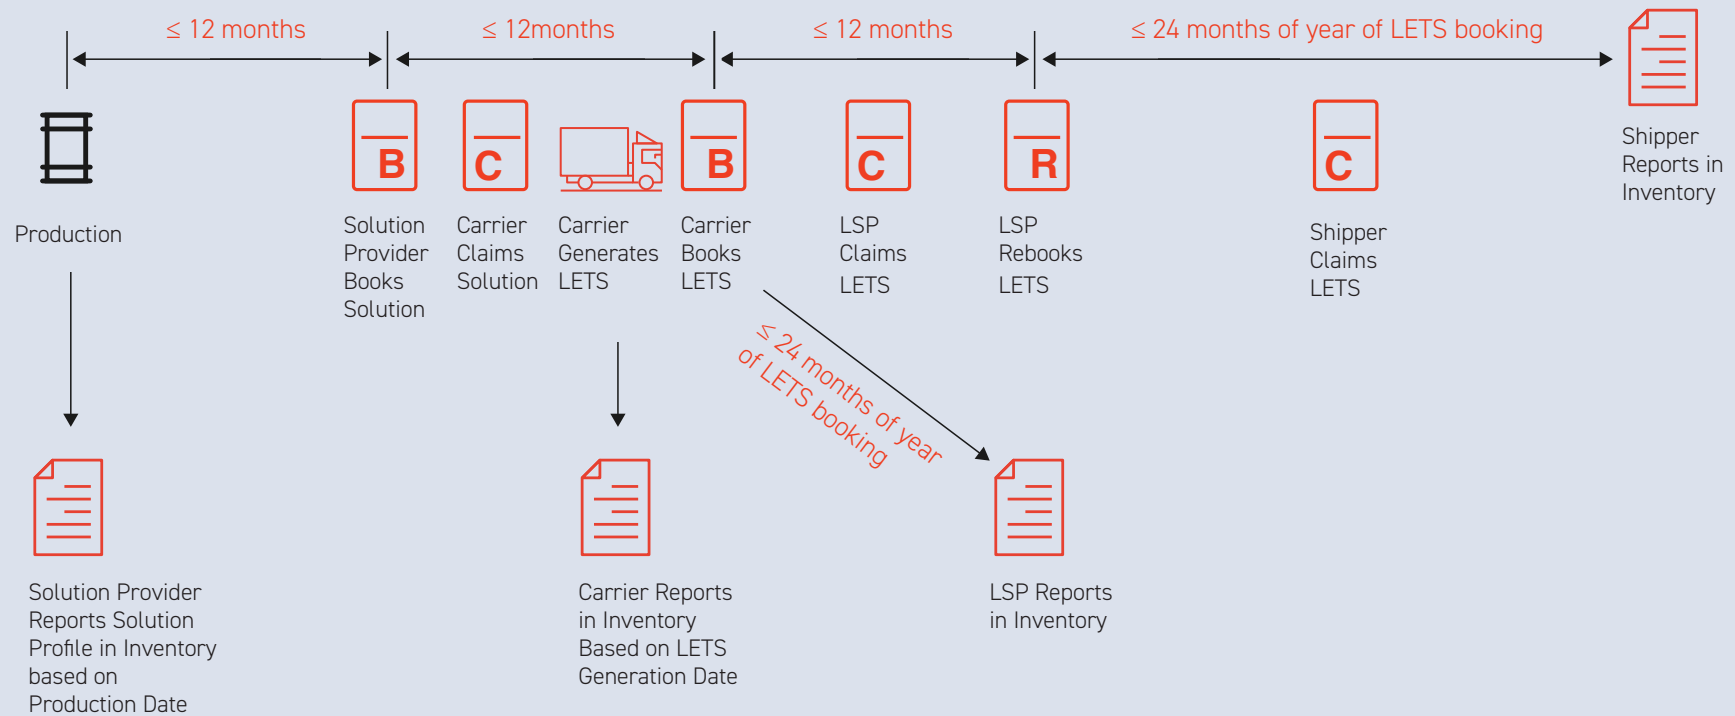 ≤ 12 months
≤ 12months
≤ 12 months
≤ 24 months of year of LETS booking
B
C
B
C
R
C
Shipper
Reports in
Inventory
Production
Solution
Provider
Books
Solution
Carrier
Claims
Solution
Carrier
Generates
LETS
Carrier
Books
LETS
LSP
Claims
LETS
LSP
Rebooks
LETS
Shipper
Claims
LETS
≤ 24 months of year
of LETS booking
Solution Provider
Reports Solution
Profile in Inventory
based on
Production Date
Carrier Reports
in Inventory
Based on LETS
Generation Date
LSP Reports
in Inventory